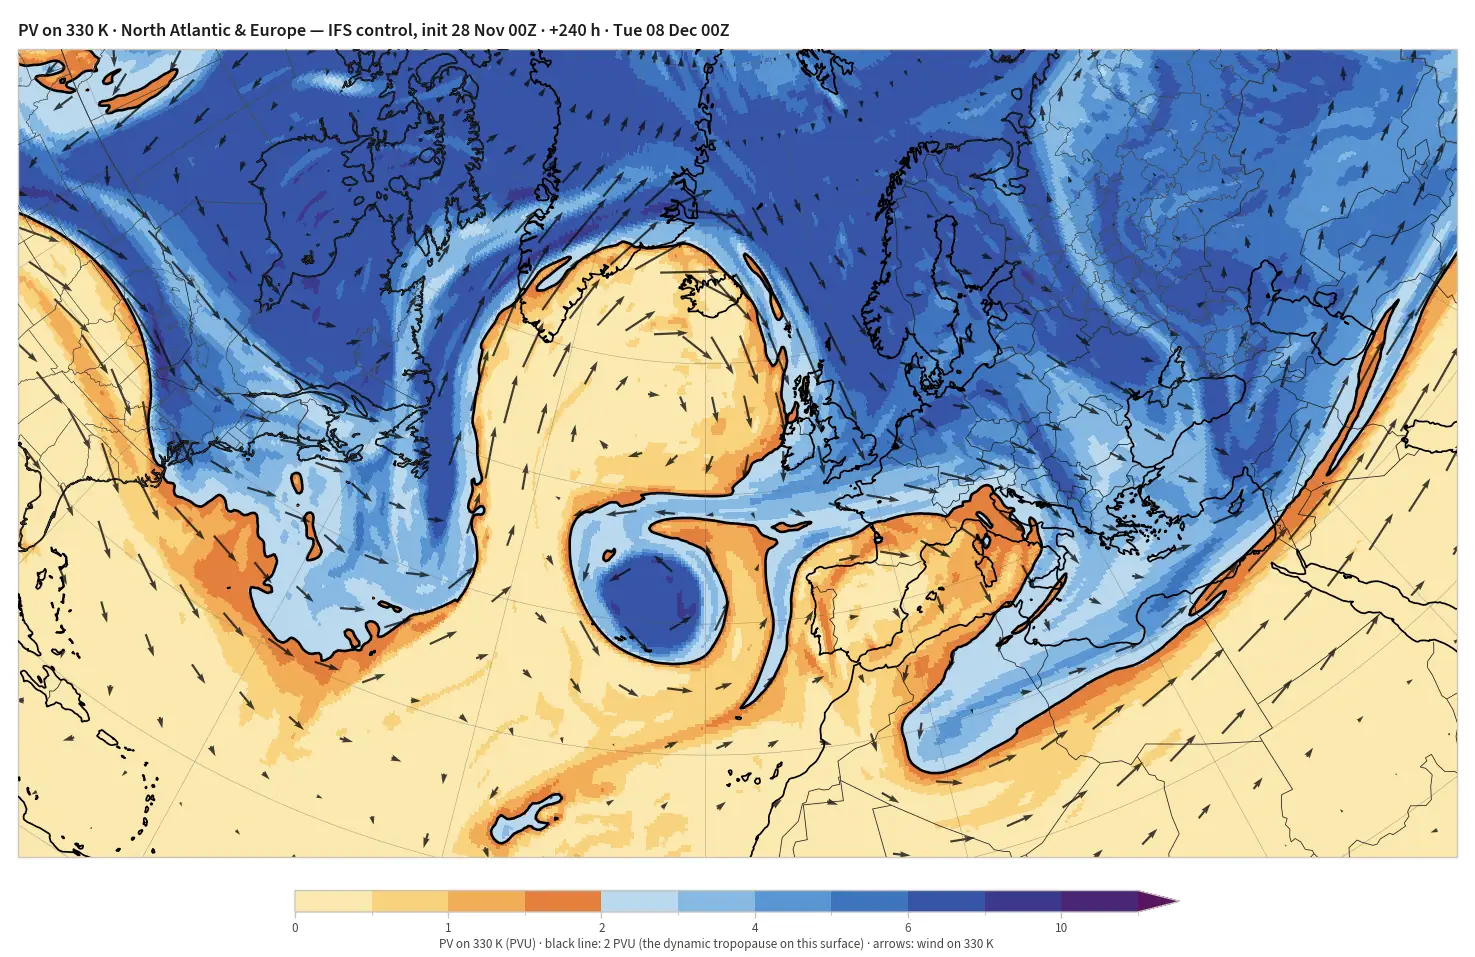 PV on 330 K · North Atlantic & Europe — IFS control, init 28 Nov 00Z · +240 h · Tue 08 Dec 00Z
0 1 2 4 6 10
PV on 330 K (PVU) · black line: 2 PVU (the dynamic tropopause on this surface) · arrows: wind on 330 K